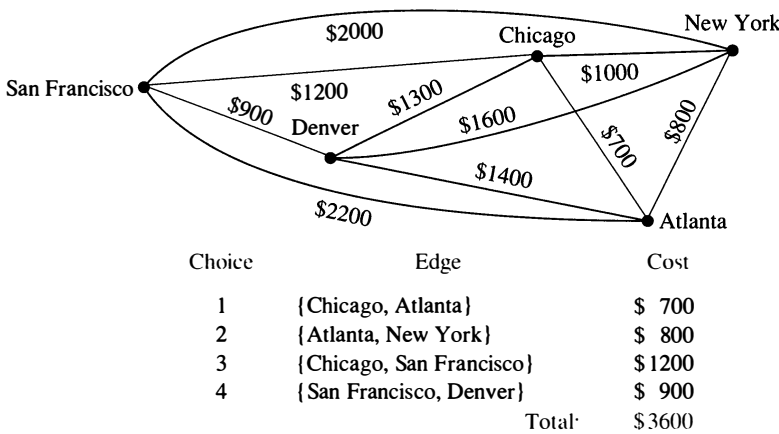 New York
$2000
Chicago
$1000
San Francisco
$1200
$1300
$900
Denver
$1600
$700
$800
$1400
$2200
Atlanta
Choice Edge Cost
1 {Chicago, Atlanta} $ 700
2 {Atlanta, New York} $ 800
3 {Chicago, San Francisco} $1200
4 {San Francisco, Denver} $ 900
Total: $3600